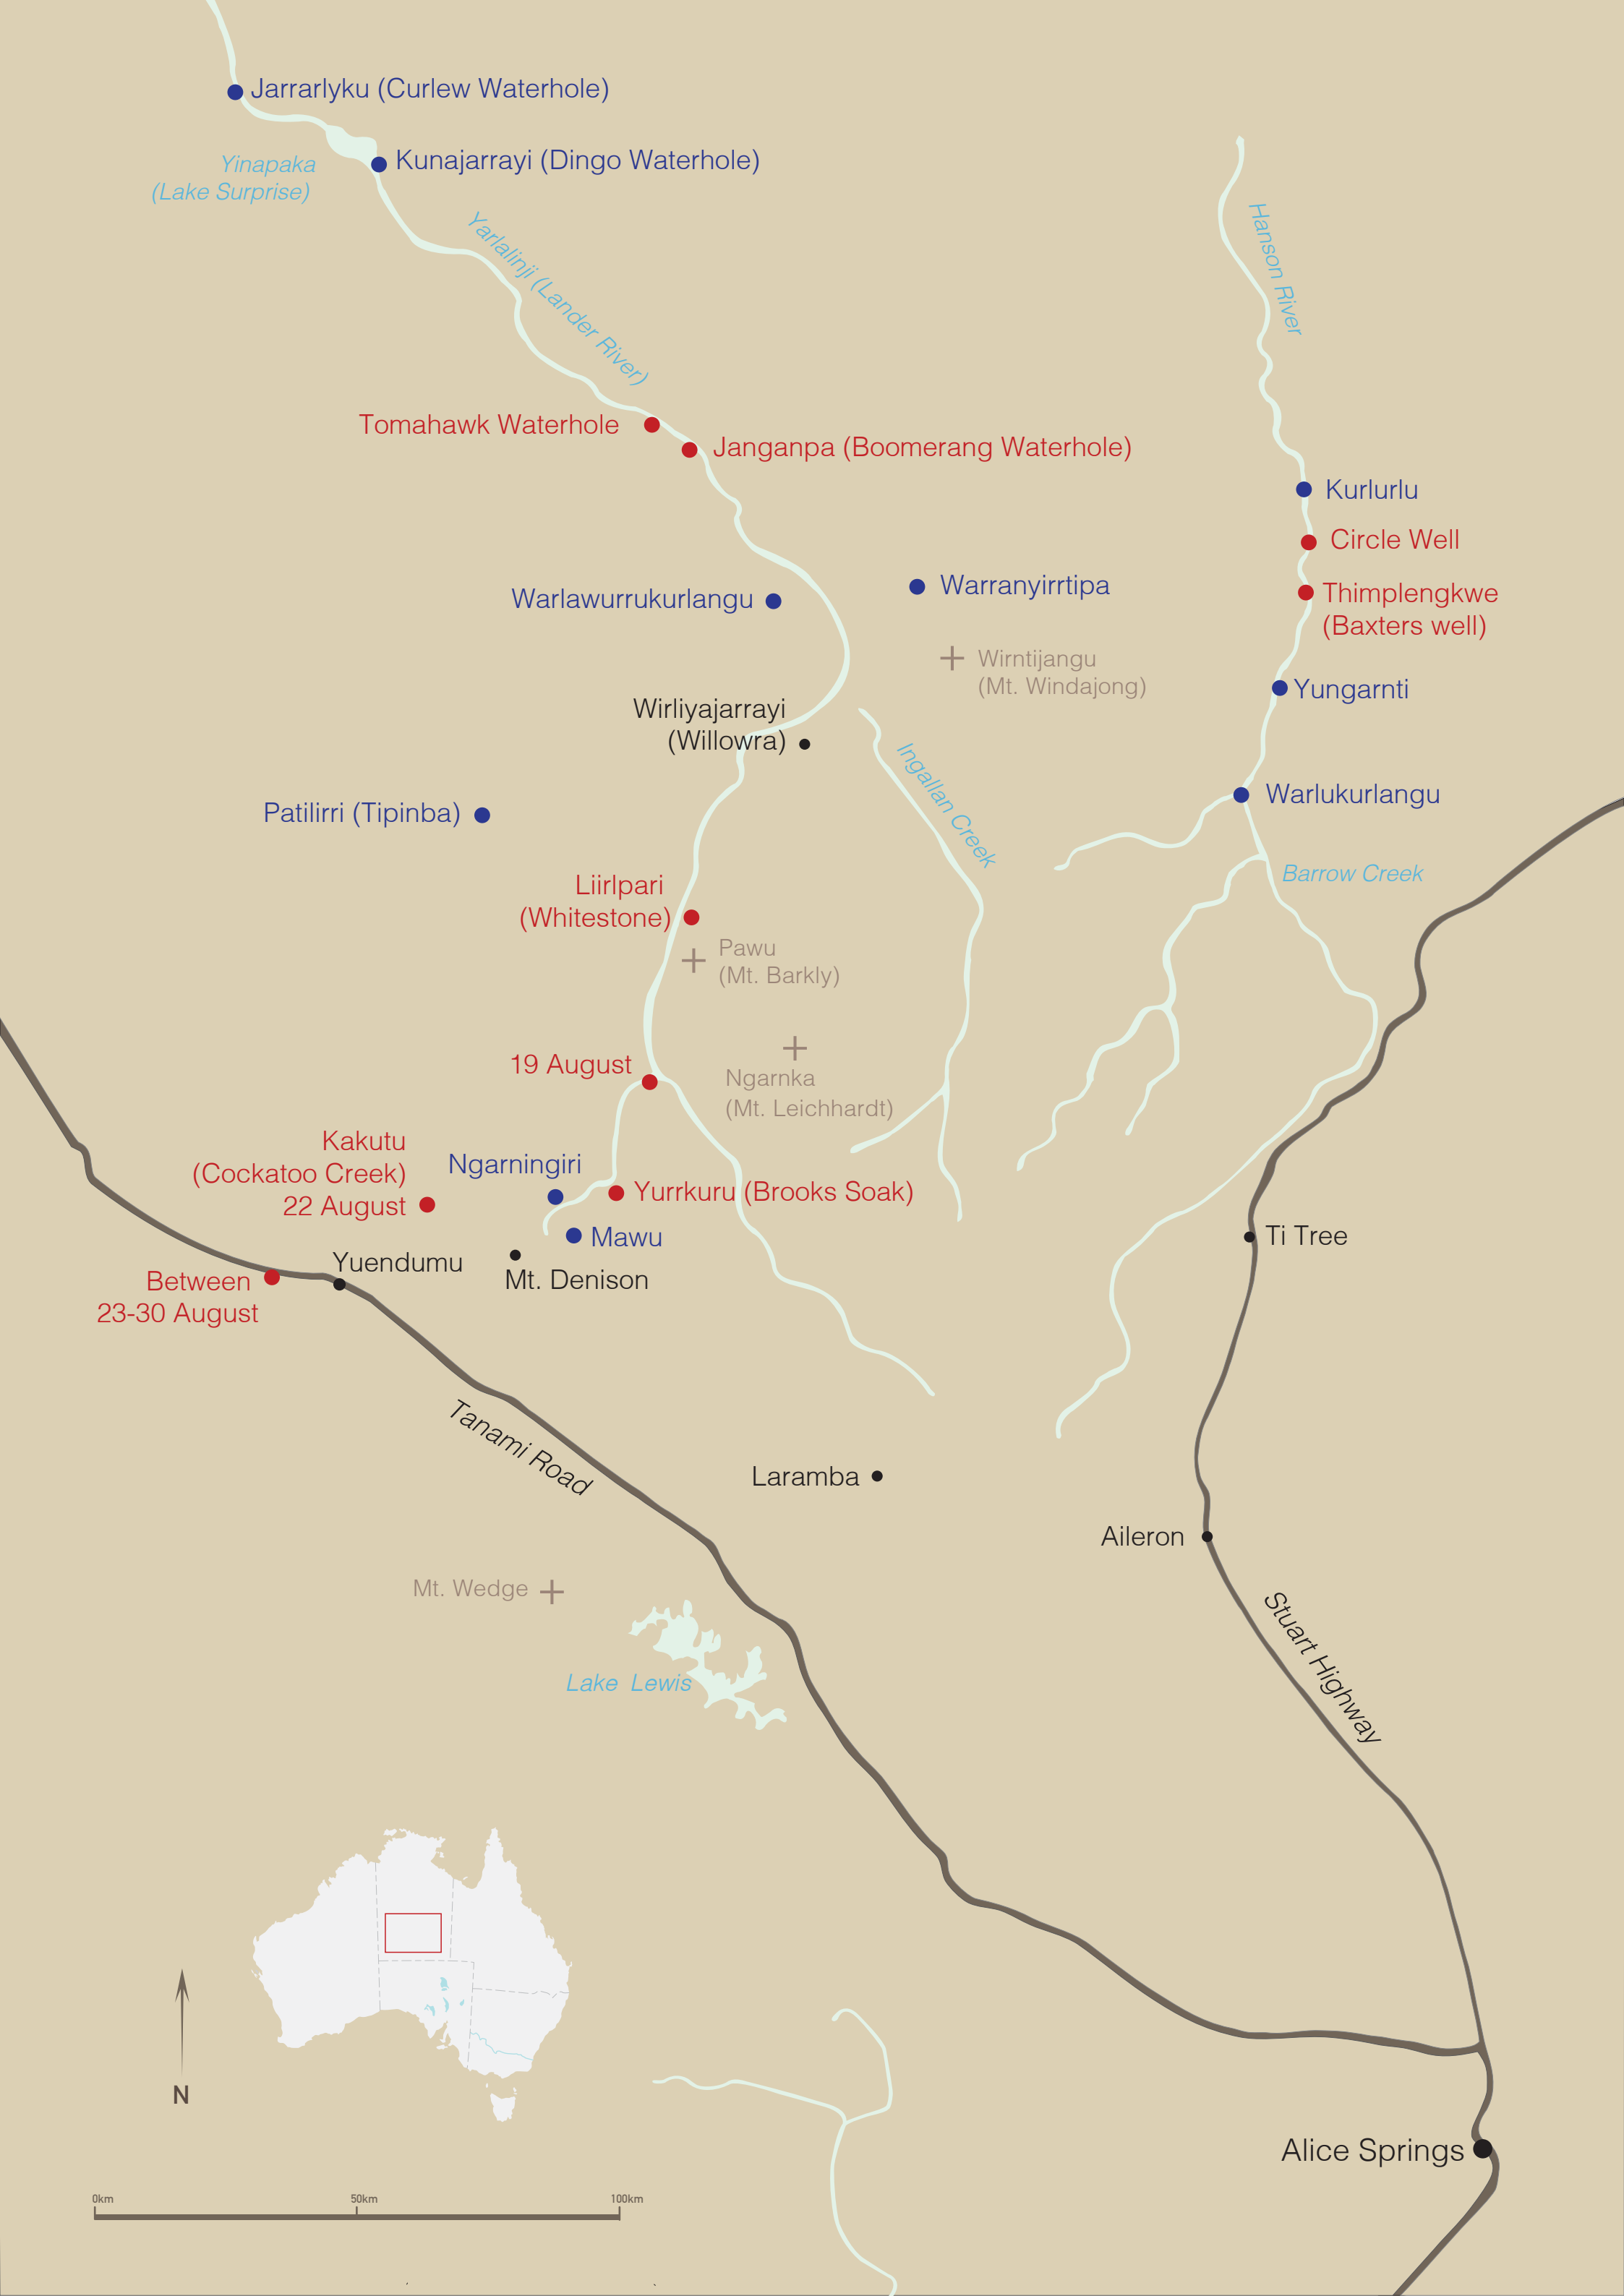 Jarrarlyku (Curlew Waterhole)
Yinapaka
(Lake Surprise)
Kunajarrayi (Dingo Waterhole)
Yarlalinji (Lander River)
Hanson River
Tomahawk Waterhole
Janganpa (Boomerang Waterhole)
Kurlurlu
Circle Well
Thimplengkwe
(Baxters well)
Warlawurrukurlangu
Warranyirrtipa
Wirntijangu
(Mt. Windajong)
Yungarnti
Wirliyajarrayi
(Willowra)
Ingallan Creek
Warlukurlangu
Patilirri (Tipinba)
Barrow Creek
Liirlpari
(Whitestone)
Pawu
(Mt. Barkly)
19 August
Ngarnka
(Mt. Leichhardt)
Kakutu
(Cockatoo Creek)
22 August
Ngarningiri
Yurrkuru (Brooks Soak)
Mawu
Ti Tree
Yuendumu
Mt. Denison
Between
23-30 August
Tanami Road
Laramba
Aileron
Mt. Wedge
Stuart Highway
Lake Lewis
N
Alice Springs
0km
50km
100km